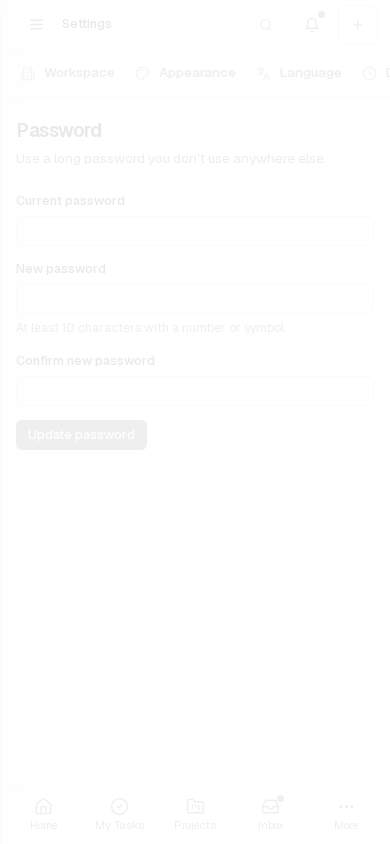 Settings
Workspace Appearance Language
Password
Use a long password you don't use anywhere else.
Current password
New password
At least 10 characters with a number or symbol.
Confirm new password
Update password
Home My Tasks Projects Inbox More